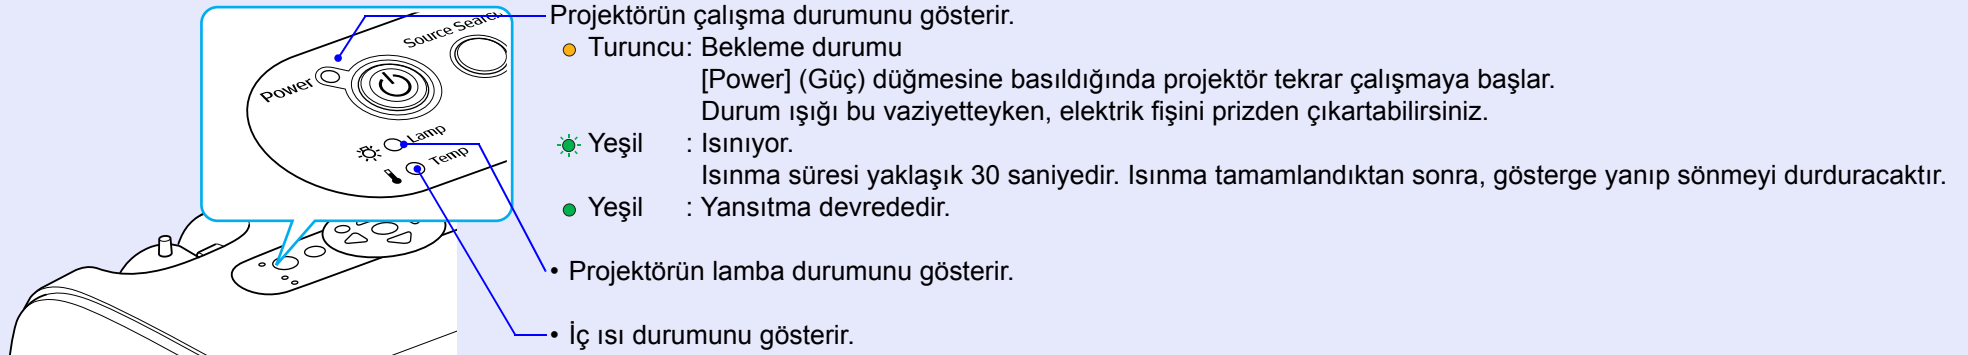 Projektörün çalışma durumunu gösterir.
Turuncu: Bekleme durumu
[Power] (Güç) düğmesine basıldığında projektör tekrar çalışmaya başlar.
Durum ışığı bu vaziyetteyken, elektrik fişini prizden çıkartabilirsiniz.
Yeşil : Isınıyor.
Isınma süresi yaklaşık 30 saniyedir. Isınma tamamlandıktan sonra, gösterge yanıp sönmeyi durduracaktır.
Yeşil : Yansıtma devrededir.
• Projektörün lamba durumunu gösterir.
• İç ısı durumunu gösterir.
Source Search
Power
Lamp
Temp